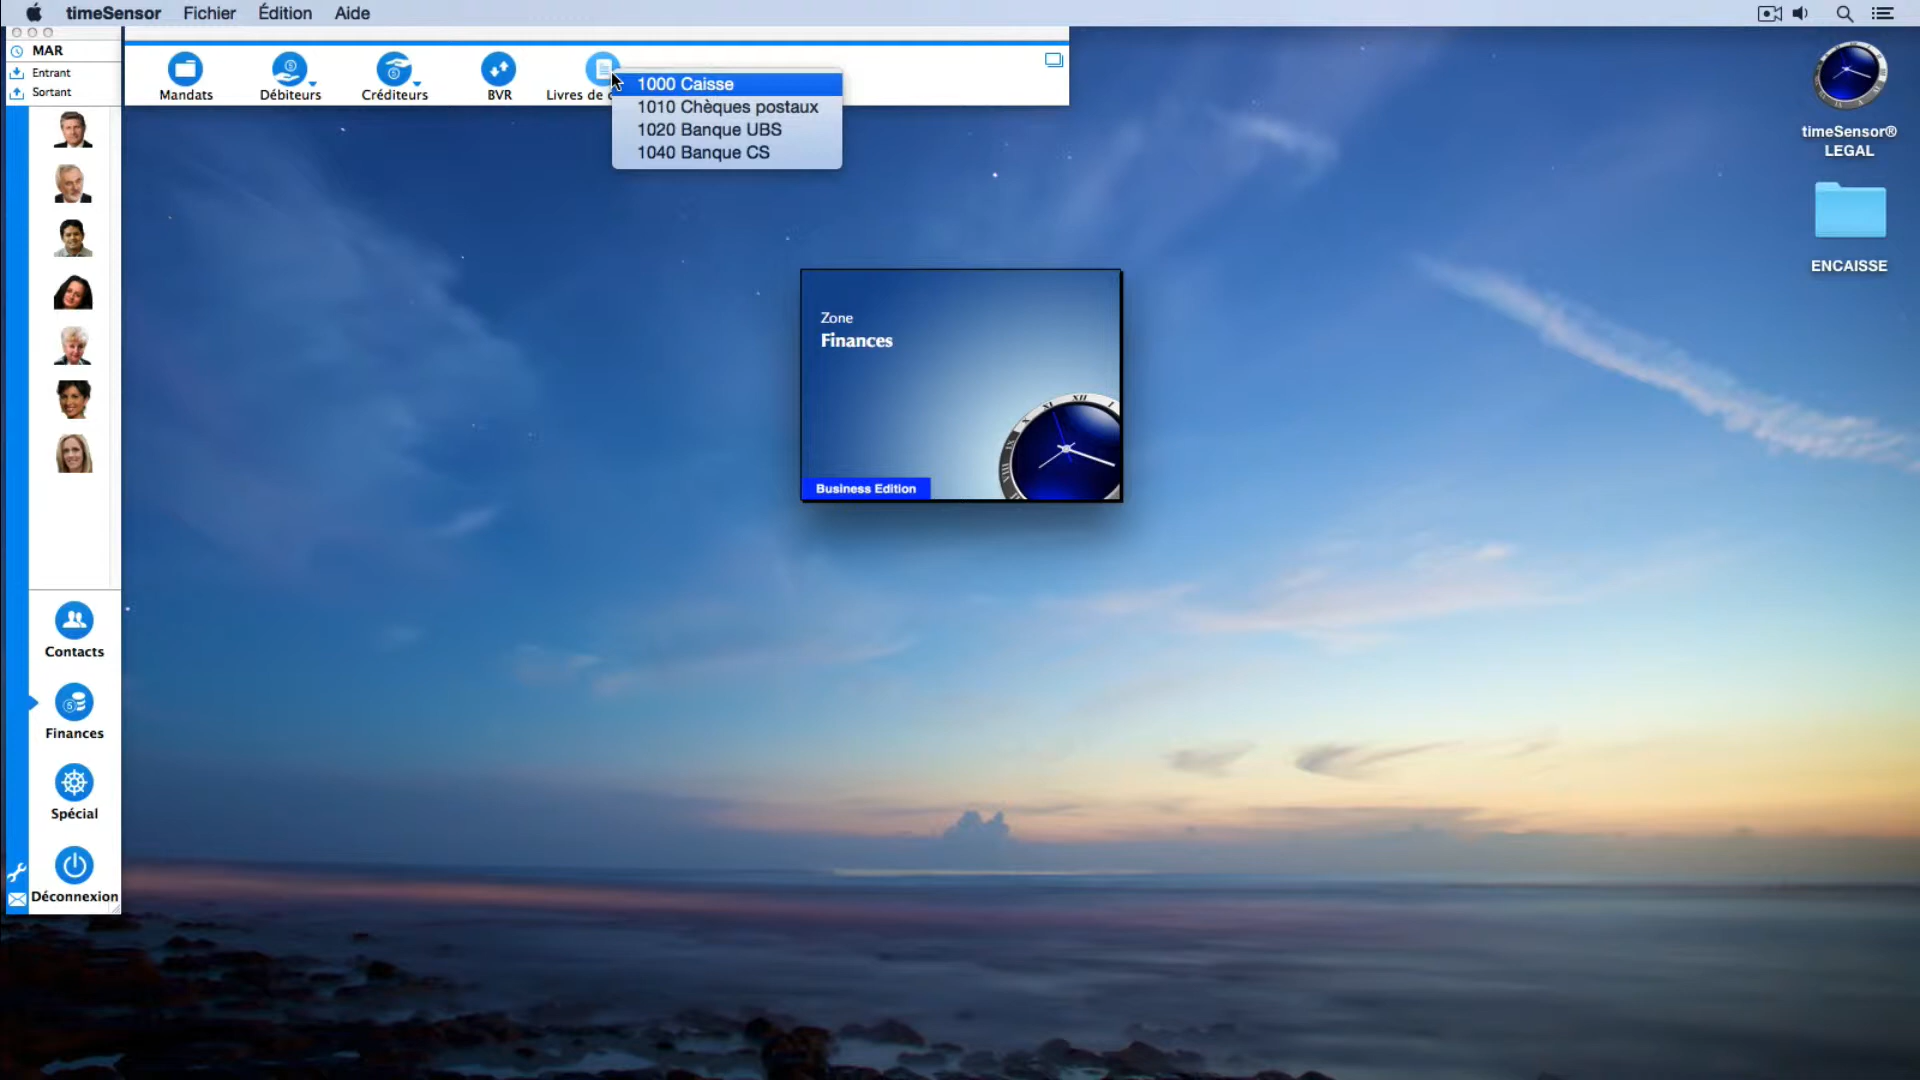 timeSensor Fichier Édition Aide
MAR
Entrant
Sortant
Mandats Débiteurs Créditeurs BVR Livres de
1000 Caisse
1010 Chèques postaux
1020 Banque UBS
1040 Banque CS
timeSensor®
LEGAL
ENCAISSE
Zone
Finances
Business Edition
Contacts
Finances
Spécial
Déconnexion